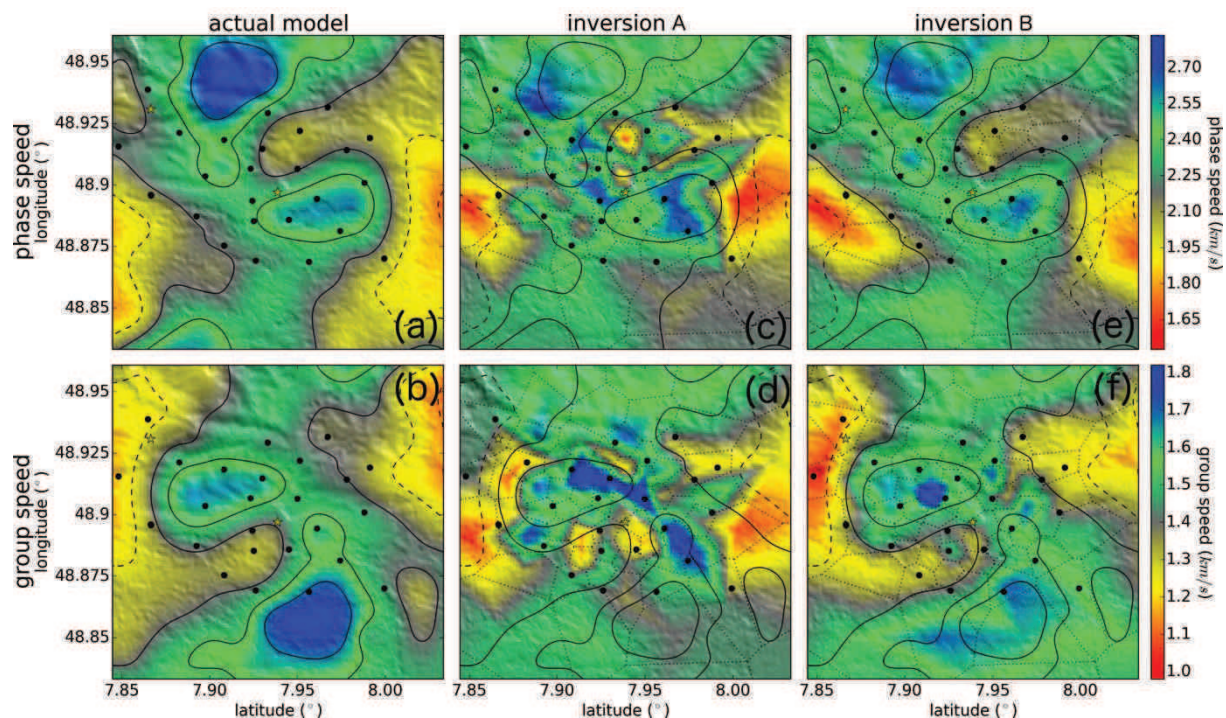 actual model inversion A inversion B
48.95
48.925
48.9
48.875
48.85
phase speed
longitude (°)
(a) (c) (e)
2.70
2.55
2.40
2.25
2.10
1.95
1.80
1.65
phase speed (km/s)
48.95
48.925
48.9
48.875
48.85
group speed
longitude (°)
(b) (d) (f)
1.8
1.7
1.6
1.5
1.4
1.3
1.2
1.1
1.0
group speed (km/s)
7.85 7.90 7.95 8.00 7.85 7.90 7.95 8.00 7.85 7.90 7.95 8.00
latitude (°) latitude (°) latitude (°)